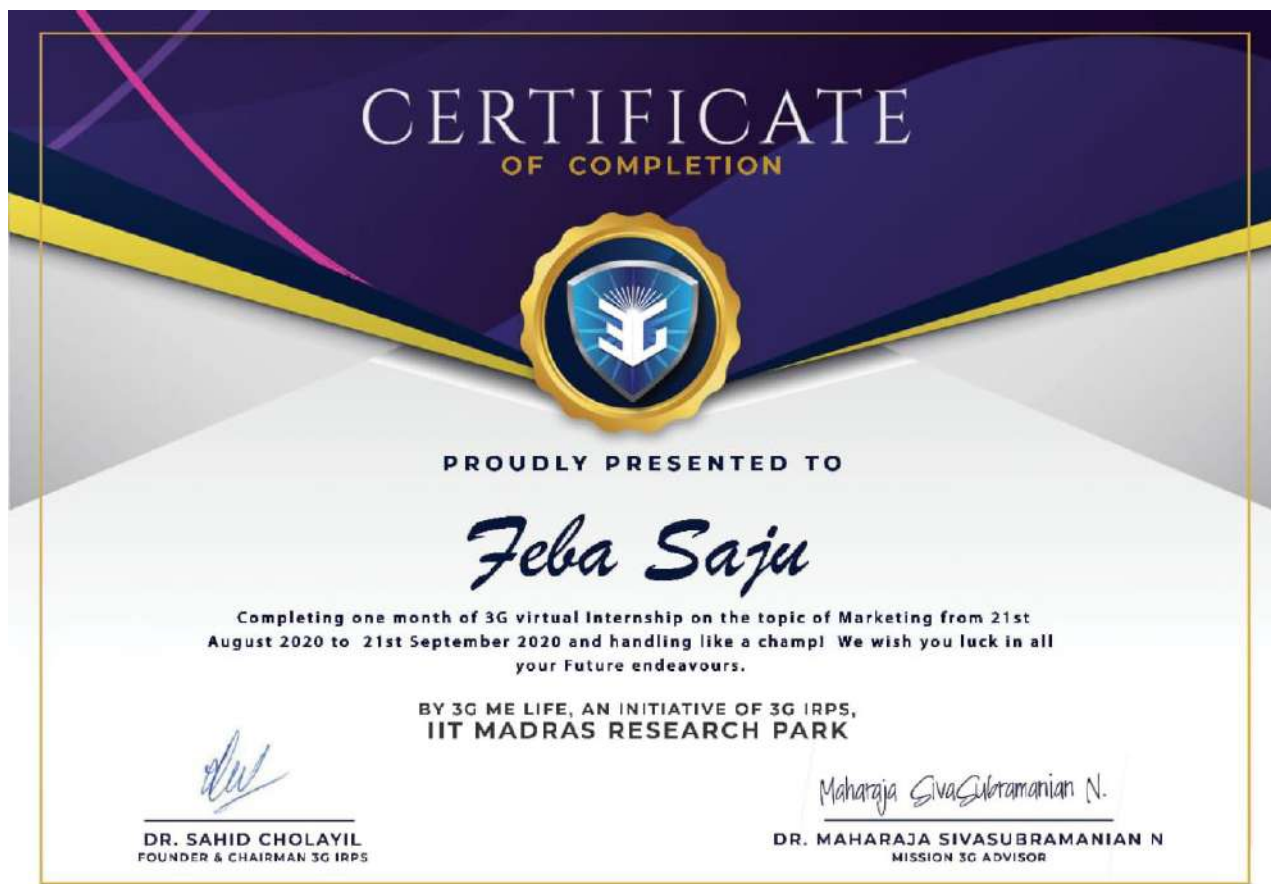 CERTIFICATE
OF COMPLETION
3G
PROUDLY PRESENTED TO
Feba Saju
Completing one month of 3G virtual Internship on the topic of Marketing from 21st
August 2020 to 21st September 2020 and handling like a champ! We wish you luck in all
your Future endeavours.
BY 3G ME LIFE, AN INITIATIVE OF 3G IRPS,
IIT MADRAS RESEARCH PARK
Maharaja SivaSubramanian N.
DR. SAHID CHOLAYIL
FOUNDER & CHAIRMAN 3G IRPS
DR. MAHARAJA SIVASUBRAMANIAN N
MISSION 3G ADVISOR